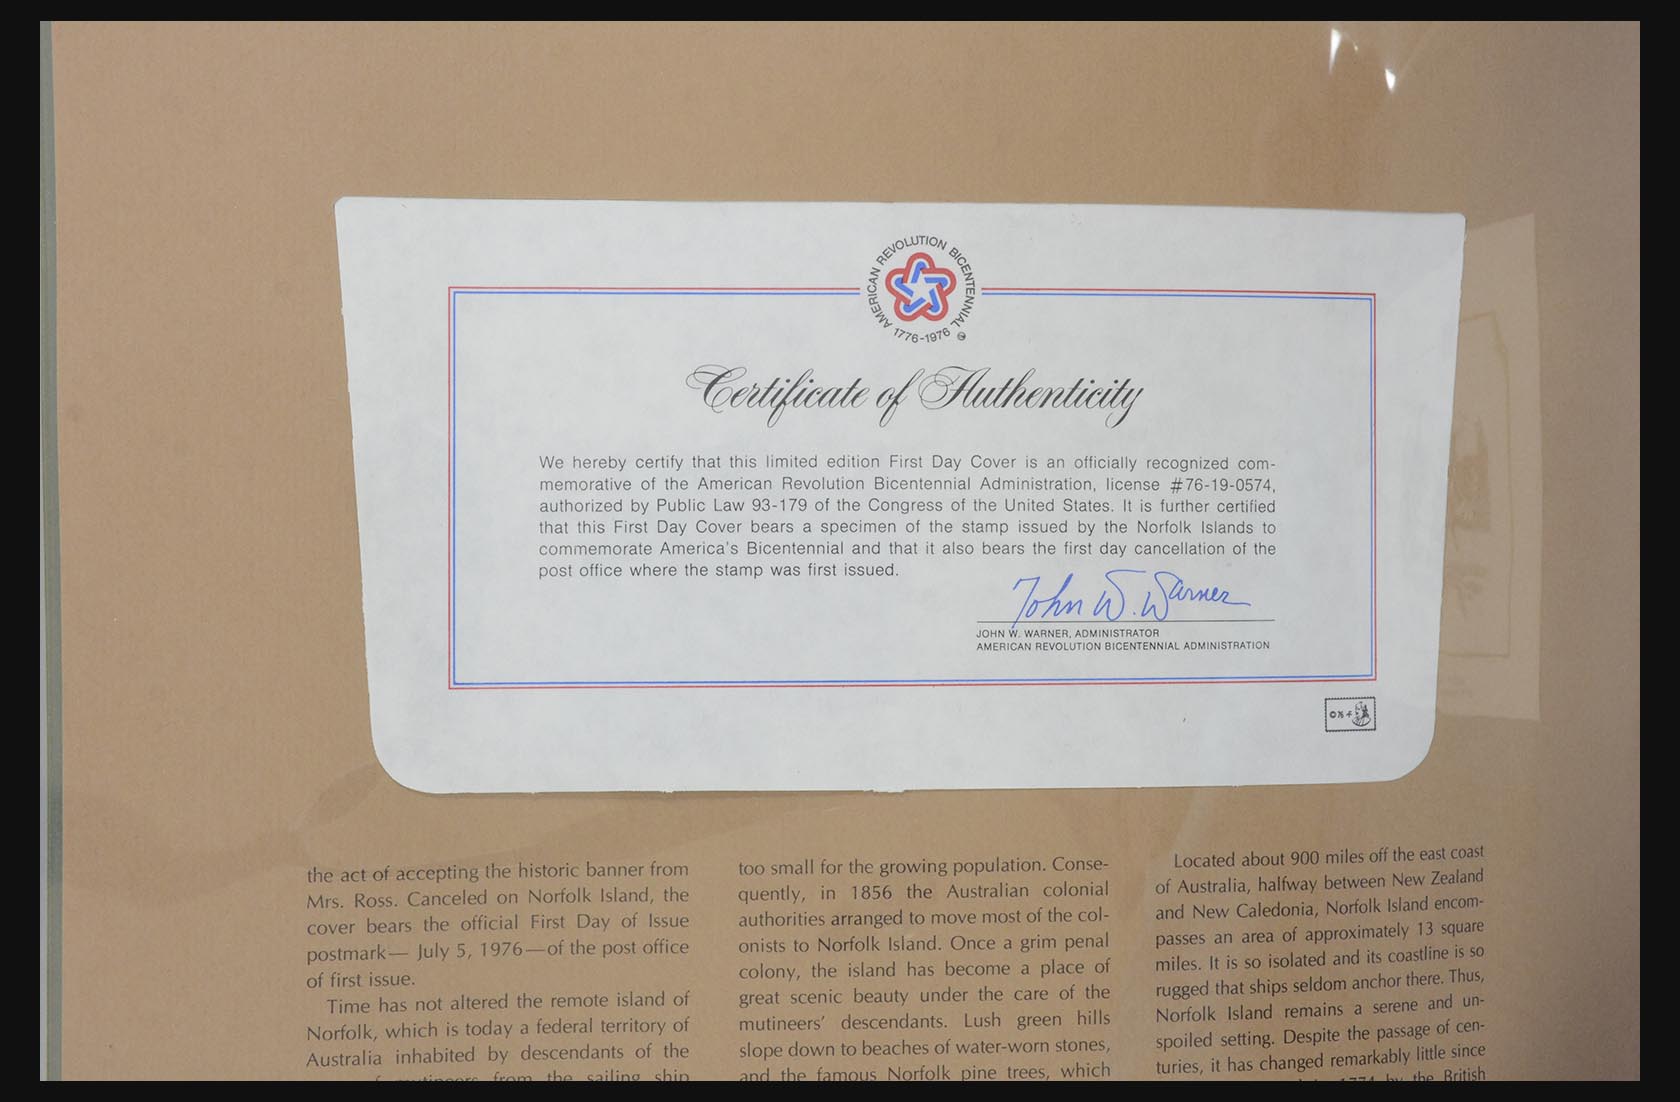 AMERICAN REVOLUTION BICENTENNIAL
1776-1976
Certificate of Authenticity
We hereby certify that this limited edition First Day Cover is an officially recognized com-
memorative of the American Revolution Bicentennial Administration, license #76-19-0574,
authorized by Public Law 93-179 of the Congress of the United States. It is further certified
that this First Day Cover bears a specimen of the stamp issued by the Norfolk Islands to
commemorate America's Bicentennial and that it also bears the first day cancellation of the
post office where the stamp was first issued.
John W. Warner
JOHN W. WARNER, ADMINISTRATOR
AMERICAN REVOLUTION BICENTENNIAL ADMINISTRATION
the act of accepting the historic banner from
Mrs. Ross. Canceled on Norfolk Island, the
cover bears the official First Day of Issue
postmark— July 5, 1976—of the post office
of first issue.
Time has not altered the remote island of
Norfolk, which is today a federal territory of
Australia inhabited by descendants of the
mutineers from the sailing ship
too small for the growing population. Conse-
quently, in 1856 the Australian colonial
authorities arranged to move most of the col-
onists to Norfolk Island. Once a grim penal
colony, the island has become a place of
great scenic beauty under the care of the
mutineers' descendants. Lush green hills
slope down to beaches of water-worn stones,
and the famous Norfolk pine trees, which
Located about 900 miles off the east coast
of Australia, halfway between New Zealand
and New Caledonia, Norfolk Island encom-
passes an area of approximately 13 square
miles. It is so isolated and its coastline is so
rugged that ships seldom anchor there. Thus,
Norfolk Island remains a serene and un-
spoiled setting. Despite the passage of cen-
turies, it has changed remarkably little since
1774 by the British